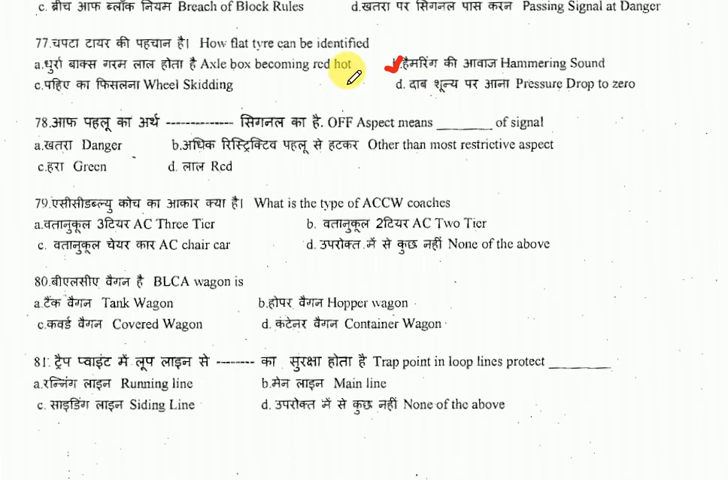 c. ब्रीच आफ ब्लॉक नियम Breach of Block Rules d.खतरा पर सिगनल पास करन Passing Signal at Danger
77.चपटा टायर की पहचान है। How flat tyre can be identified
a.धुरा बाक्स गरम लाल होता है Axle box becoming red hot b.हैमरिंग की आवाज Hammering Sound
c.पहिए का फिसलना Wheel Skidding d. दाब शून्य पर आना Pressure Drop to zero
78.आफ पहलू का अर्थ -------------- सिगनल का है. OFF Aspect means ________ of signal
a.खतरा Danger b.अधिक रिस्ट्रिक्टिव पहलू से हटकर Other than most restrictive aspect
c.हरा Green d. लाल Red
79.एसीसीडब्ल्यु कोच का आकार क्या है। What is the type of ACCW coaches
a.वतानुकूल 3टियर AC Three Tier b. वतानुकूल 2टियर AC Two Tier
c. वतानुकूल चेयर कार AC chair car d. उपरोक्त में से कुछ नहीं None of the above
80.बीएलसीए वैगन है BLCA wagon is
a.टैंक वैगन Tank Wagon b.होपर वैगन Hopper wagon
c.कवर्ड वैगन Covered Wagon d. कंटेनर वैगन Container Wagon
81. ट्रैप प्वाइंट में लूप लाइन से -------- का सुरक्षा होता है Trap point in loop lines protect _________
a.रन्निंग लाइन Running line b.मेन लाइन Main line
c. साइडिंग लाइन Siding Line d. उपरोक्त में से कुछ नहीं None of the above